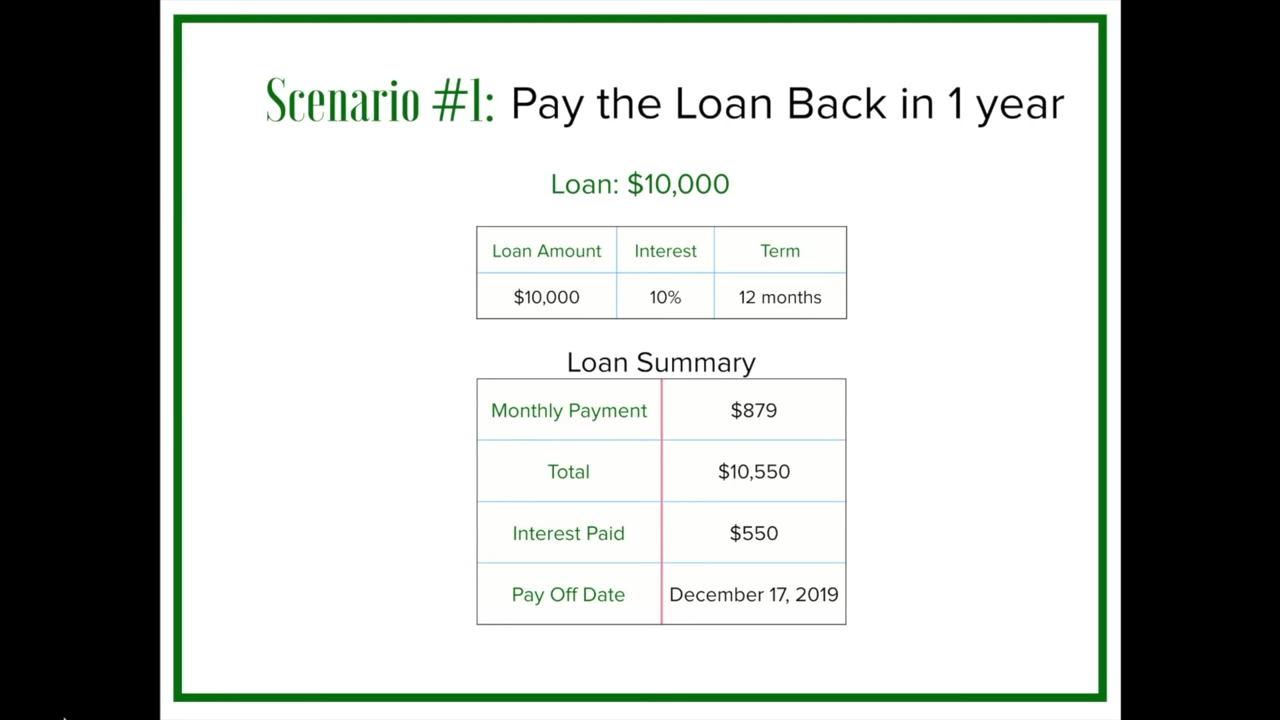 Scenario #1: Pay the Loan Back in 1 year
Loan: $10,000
Loan Amount Interest Term
$10,000 10% 12 months
Loan Summary
Monthly Payment $879
Total $10,550
Interest Paid $550
Pay Off Date December 17, 2019